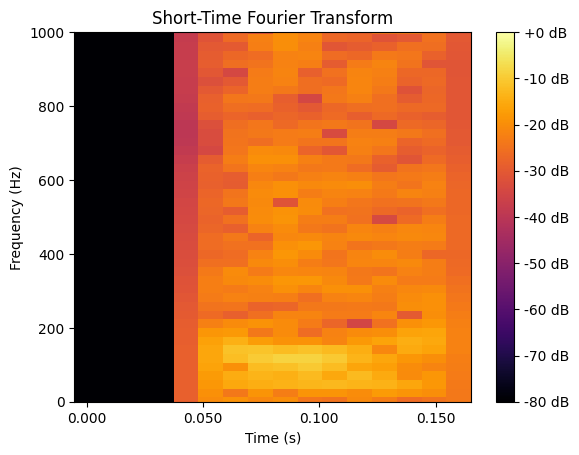 Short-Time Fourier Transform
1000
800
600
400
200
0
Frequency (Hz)
0.000
0.050
0.100
0.150
Time (s)
+0 dB
-10 dB
-20 dB
-30 dB
-40 dB
-50 dB
-60 dB
-70 dB
-80 dB